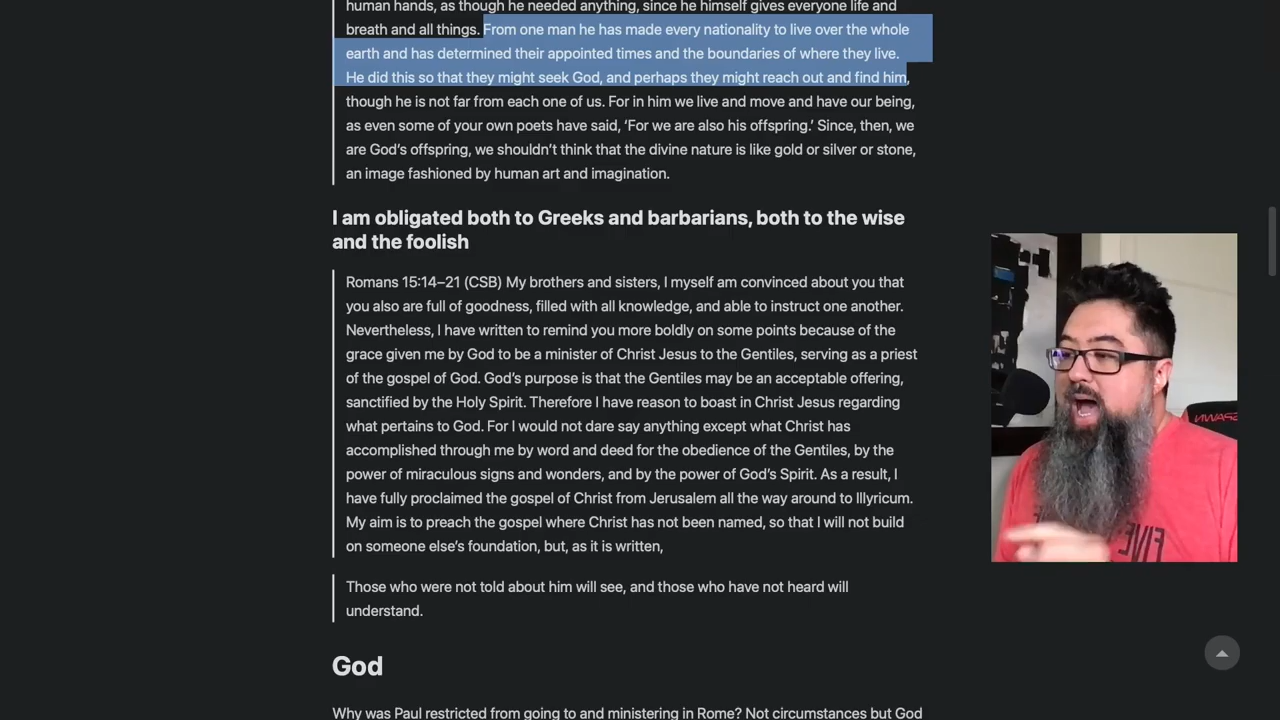 human hands, as though he needed anything, since he himself gives everyone life and
breath and all things. From one man he has made every nationality to live over the whole
earth and has determined their appointed times and the boundaries of where they live.
He did this so that they might seek God, and perhaps they might reach out and find him,
though he is not far from each one of us. For in him we live and move and have our being,
as even some of your own poets have said, ‘For we are also his offspring.’ Since, then, we
are God’s offspring, we shouldn’t think that the divine nature is like gold or silver or stone,
an image fashioned by human art and imagination.
I am obligated both to Greeks and barbarians, both to the wise
and the foolish
Romans 15:14–21 (CSB) My brothers and sisters, I myself am convinced about you that
you also are full of goodness, filled with all knowledge, and able to instruct one another.
Nevertheless, I have written to remind you more boldly on some points because of the
grace given me by God to be a minister of Christ Jesus to the Gentiles, serving as a priest
of the gospel of God. God’s purpose is that the Gentiles may be an acceptable offering,
sanctified by the Holy Spirit. Therefore I have reason to boast in Christ Jesus regarding
what pertains to God. For I would not dare say anything except what Christ has
accomplished through me by word and deed for the obedience of the Gentiles, by the
power of miraculous signs and wonders, and by the power of God’s Spirit. As a result, I
have fully proclaimed the gospel of Christ from Jerusalem all the way around to Illyricum.
My aim is to preach the gospel where Christ has not been named, so that I will not build
on someone else’s foundation, but, as it is written,
Those who were not told about him will see, and those who have not heard will
understand.
God
Why was Paul restricted from going to and ministering in Rome? Not circumstances but God
FIVE